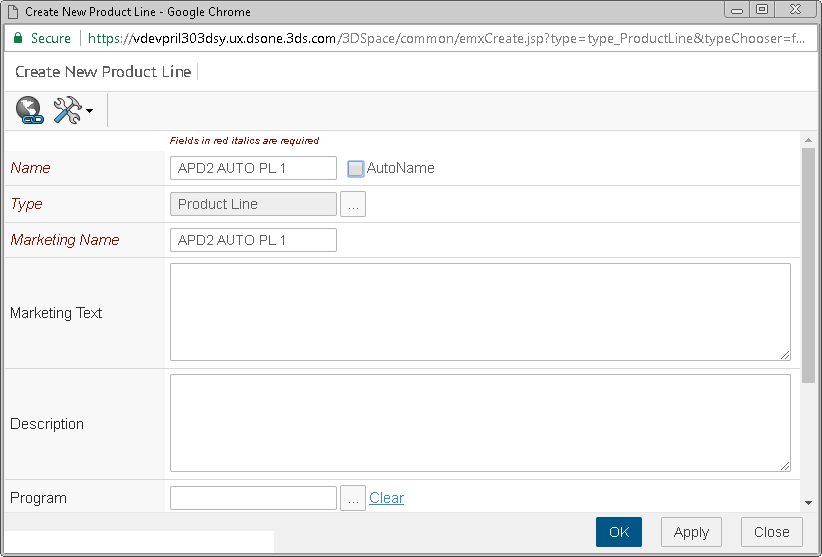 Create New Product Line - Google Chrome
Secure https://vdevpril303dsy.ux.dsone.3ds.com/3DSpace/common/emxCreate.jsp?type=type_ProductLine&typeChooser=f...
Create New Product Line
Fields in red italics are required
Name APD2 AUTO PL 1 AutoName
Type Product Line ...
Marketing Name APD2 AUTO PL 1
Marketing Text
Description
Program ... Clear
OK Apply Close